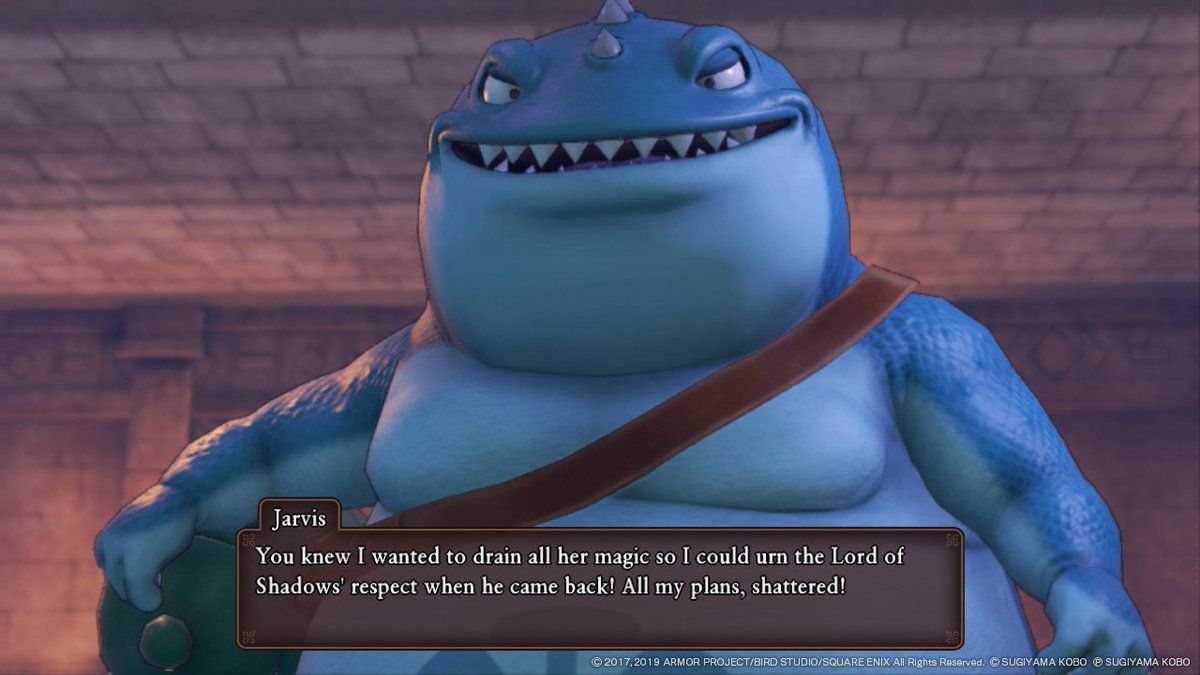 Jarvis
You knew I wanted to drain all her magic so I could urn the Lord of
Shadows' respect when he came back! All my plans, shattered!
© 2017, 2019 ARMOR PROJECT/BIRD STUDIO/SQUARE ENIX All Rights Reserved. © SUGIYAMA KOBO ℗ SUGIYAMA KOBO